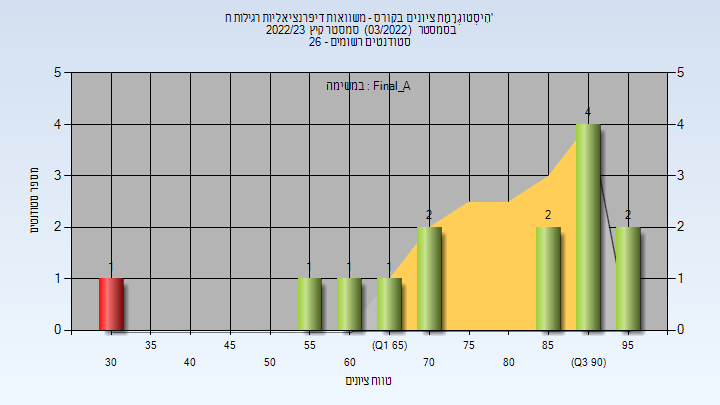 היסטוגרמת ציונים בקורס - משוואות דיפרנציאליות רגילות ח'
בסמסטר (03/2022) סמסטר קיץ 2022/23
סטודנטים רשומים - 26
במשימה : Final_A
מספר סטודנטים
5 5
4 4
3 3
2 2
1 1
0 0
1 1 1 1 2 2 4 2
35 45 55 (Q1 65) 75 85 95
30 40 50 60 70 80 (Q3 90)
טווח ציונים